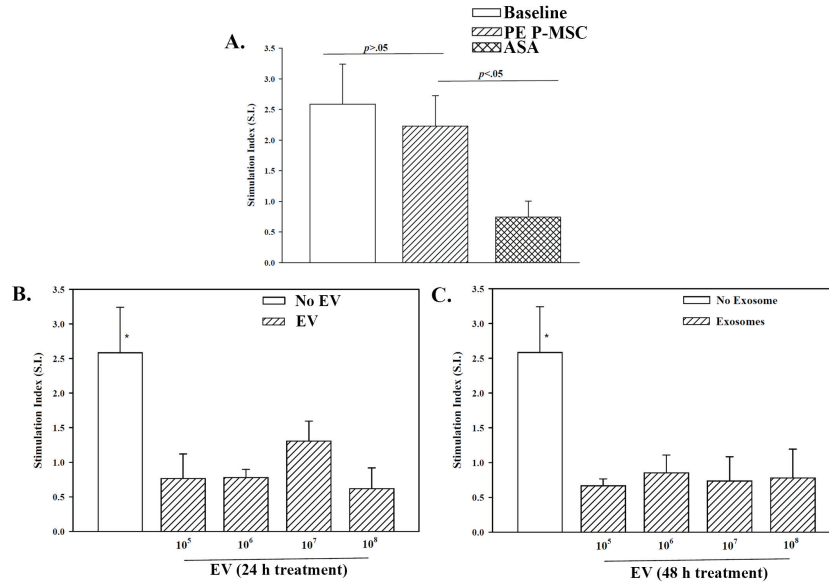 A.
Baseline
PE P-MSC
ASA
p>.05
p<.05
Stimulation Index (S.I.)
3.5
3.0
2.5
2.0
1.5
1.0
0.5
0.0
B.
No EV
EV
*
Stimulation Index (S.I.)
3.5
3.0
2.5
2.0
1.5
1.0
0.5
0.0
10⁵ 10⁶ 10⁷ 10⁸
EV (24 h treatment)
C.
No Exosome
Exosomes
*
Stimulation Index (S.I.)
3.5
3.0
2.5
2.0
1.5
1.0
0.5
0.0
10⁵ 10⁶ 10⁷ 10⁸
EV (48 h treatment)